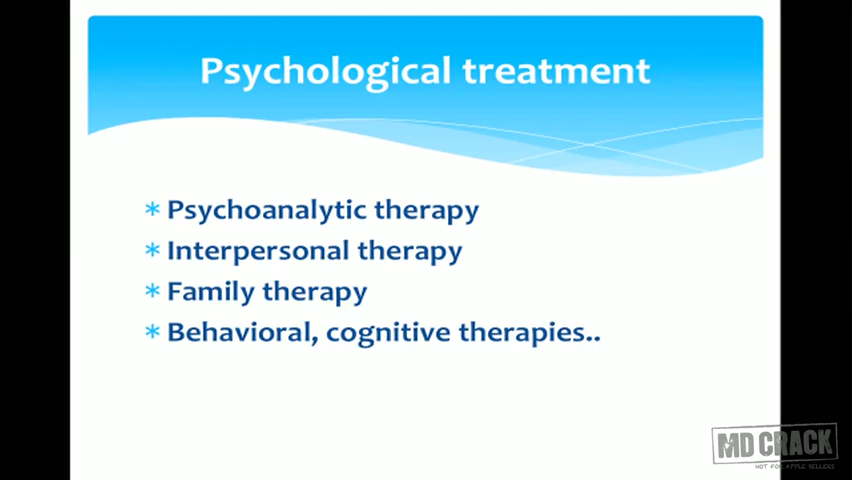 Psychological treatment
* Psychoanalytic therapy
* Interpersonal therapy
* Family therapy
* Behavioral, cognitive therapies..
MD CRACK
NOT FOR APPLE SELLERS